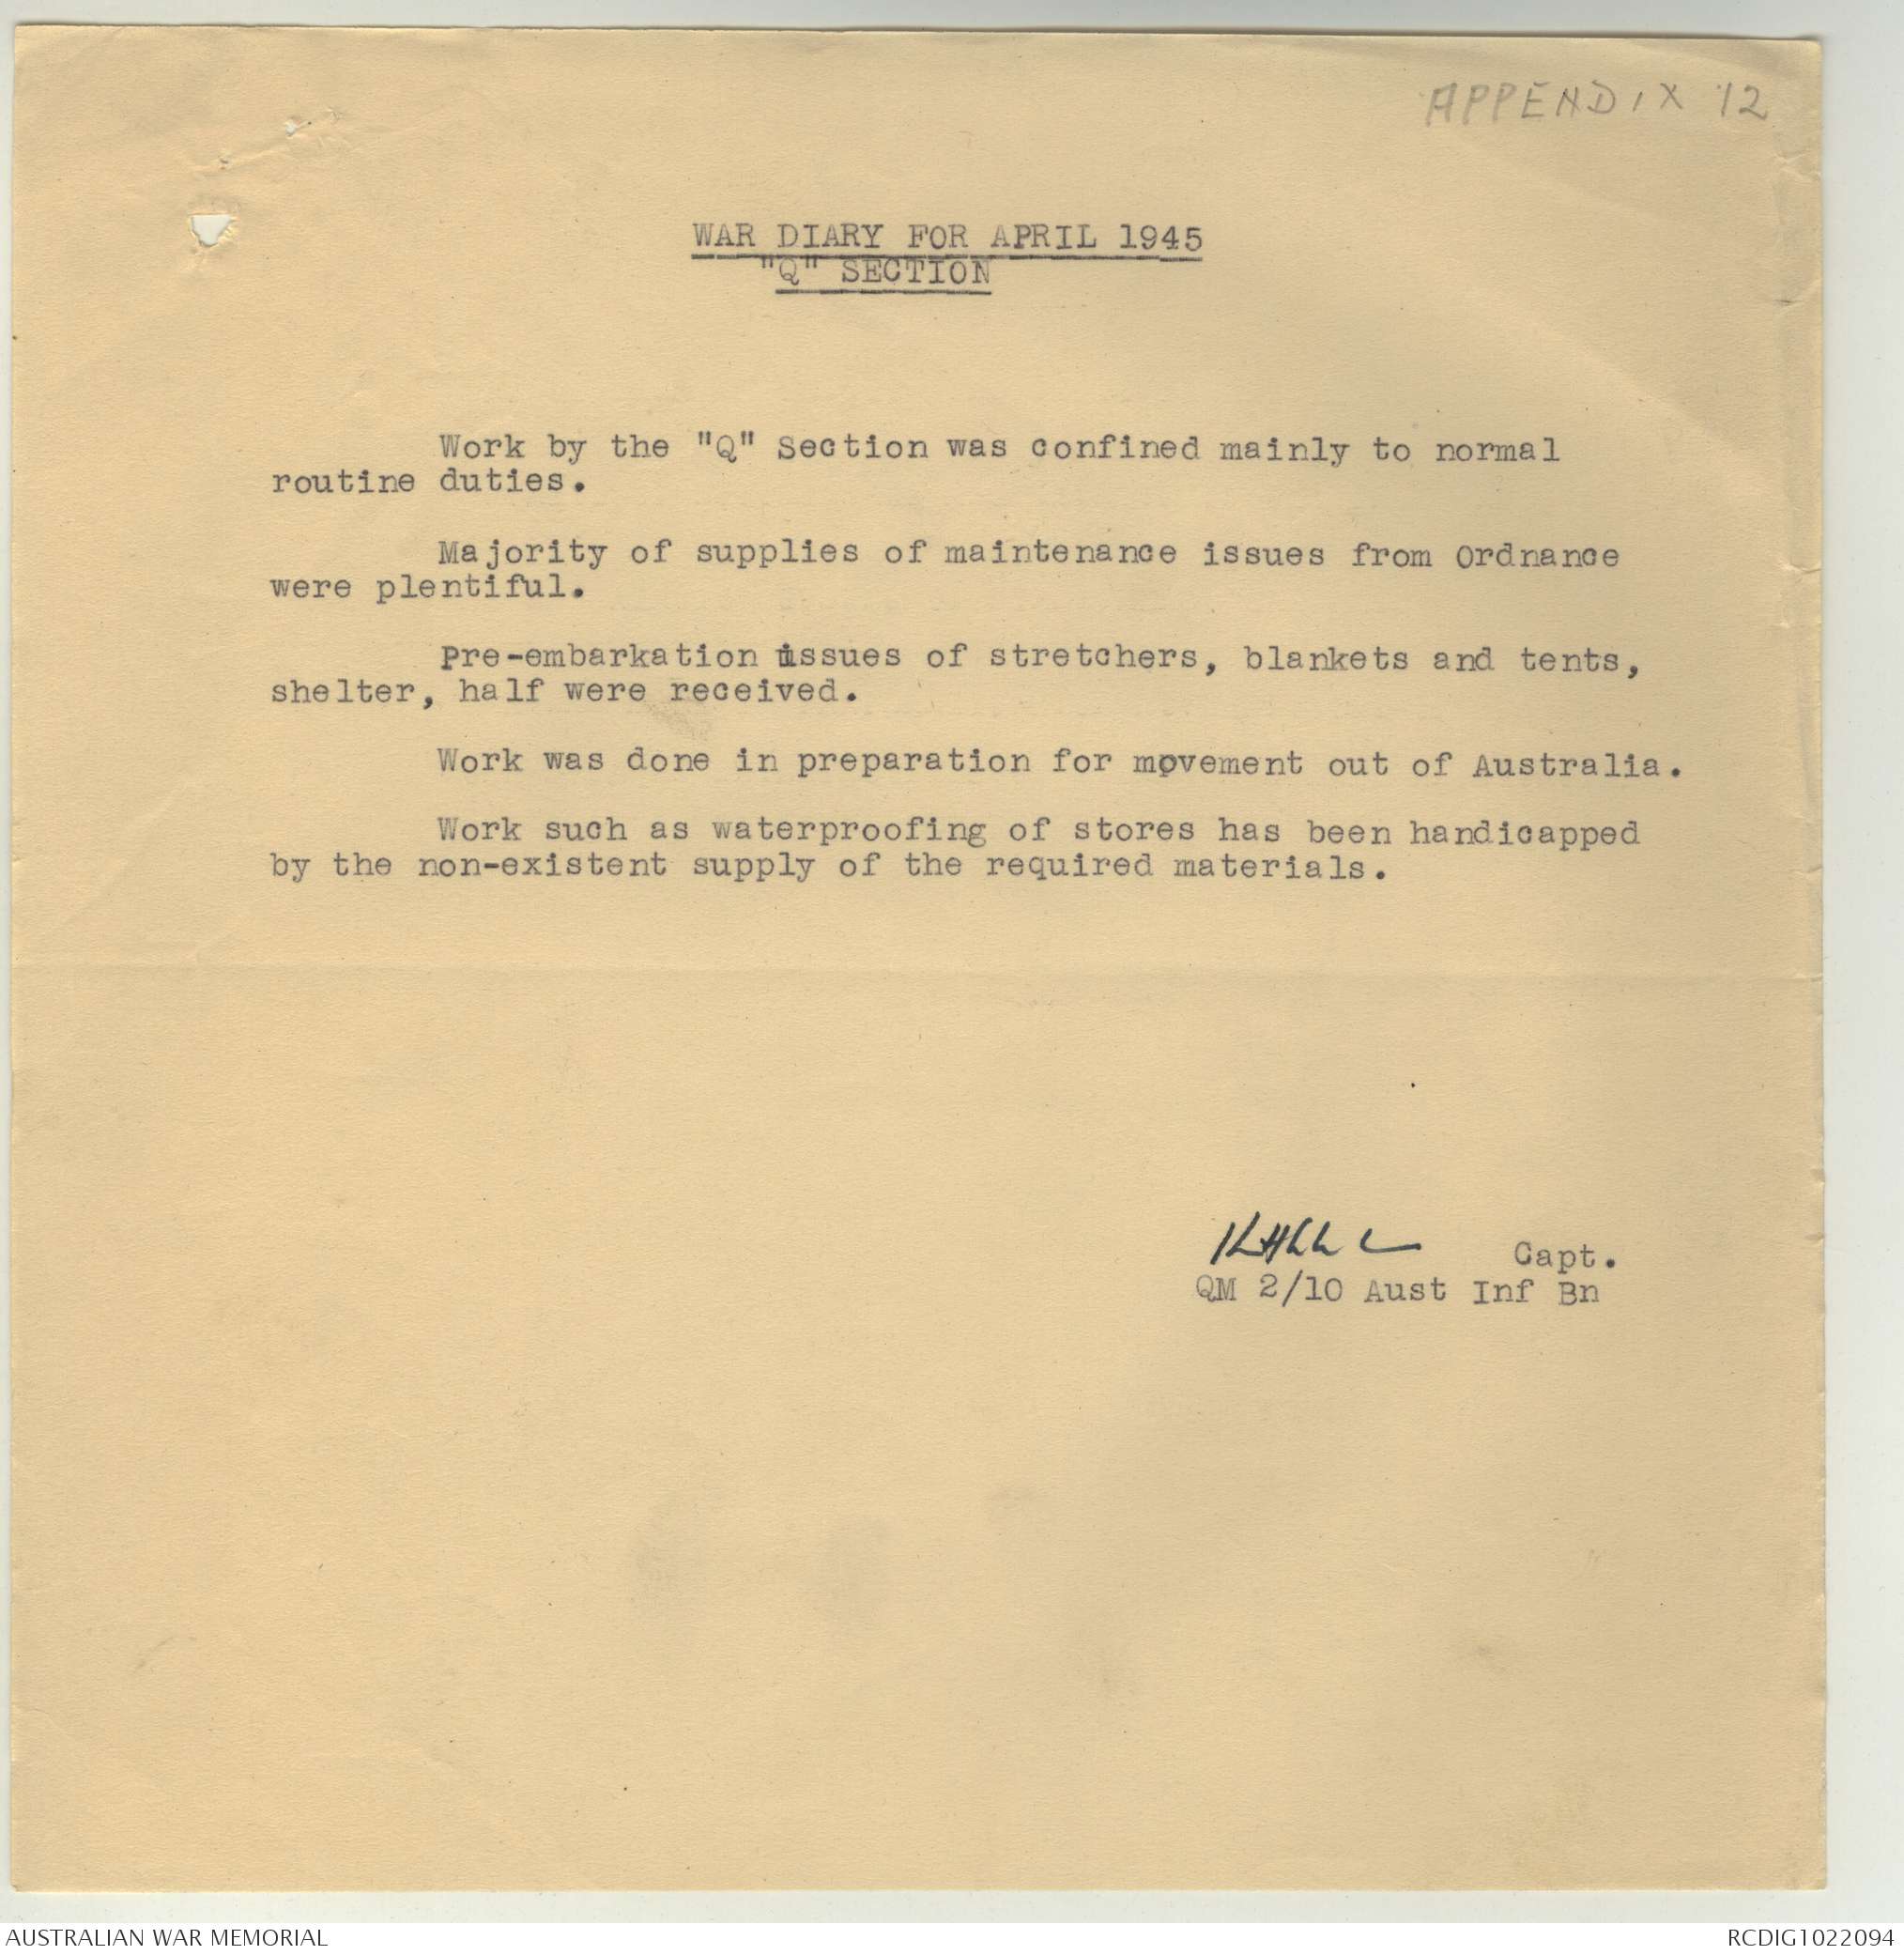 APPENDIX 12
WAR DIARY FOR APRIL 1945
"Q" SECTION
Work by the "Q" Section was confined mainly to normal
routine duties.
Majority of supplies of maintenance issues from Ordnance
were plentiful.
Pre-embarkation issues of stretchers, blankets and tents,
shelter, half were received.
Work was done in preparation for movement out of Australia.
Work such as waterproofing of stores has been handicapped
by the non-existent supply of the required materials.
Capt.
QM 2/10 Aust Inf Bn
AUSTRALIAN WAR MEMORIAL
RCDIG1022094